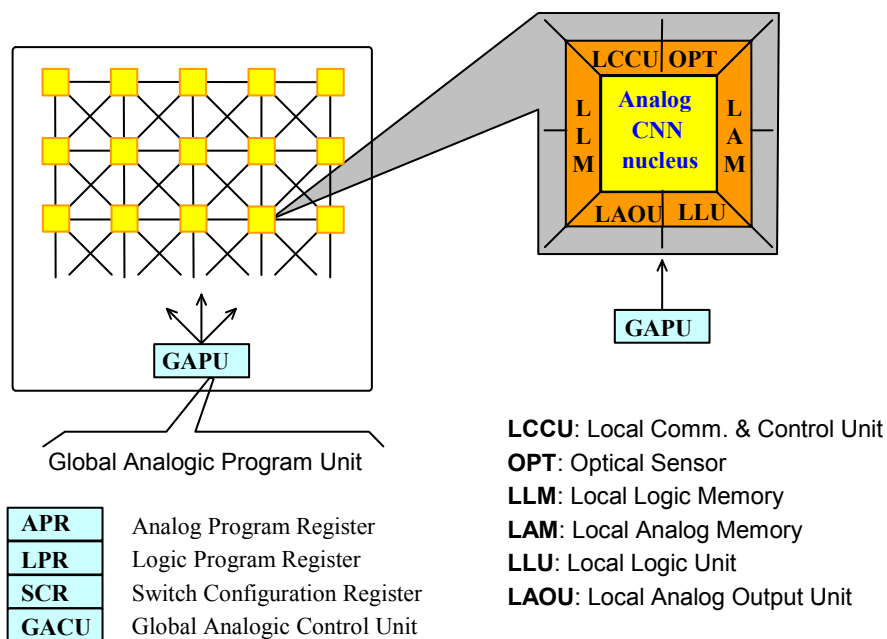 LCCU OPT
LLM
Analog
CNN
nucleus
LAM
LAOU LLU
GAPU
GAPU
Global Analogic Program Unit
APR Analog Program Register
LPR Logic Program Register
SCR Switch Configuration Register
GACU Global Analogic Control Unit
LCCU: Local Comm. & Control Unit
OPT: Optical Sensor
LLM: Local Logic Memory
LAM: Local Analog Memory
LLU: Local Logic Unit
LAOU: Local Analog Output Unit